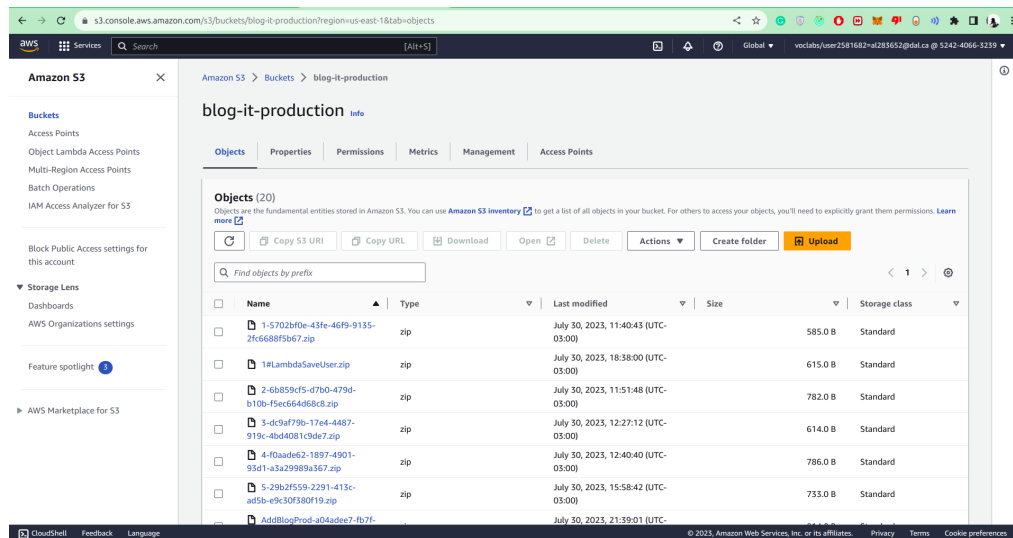 s3.console.aws.amazon.com/s3/buckets/blog-it-production?region=us-east-1&tab=objects
aws Services Search [Alt+S] Global voclabs/user2581682=al283652@dal.ca @ 5242-4066-3239
Amazon S3
Buckets
Access Points
Object Lambda Access Points
Multi-Region Access Points
Batch Operations
IAM Access Analyzer for S3
Block Public Access settings for
this account
Storage Lens
Dashboards
AWS Organizations settings
Feature spotlight 3
AWS Marketplace for S3
Amazon S3 > Buckets > blog-it-production
blog-it-production Info
Objects Properties Permissions Metrics Management Access Points
Objects (20)
Objects are the fundamental entities stored in Amazon S3. You can use Amazon S3 inventory to get a list of all objects in your bucket. For others to access your objects, you'll need to explicitly grant them permissions. Learn
more
Copy S3 URI Copy URL Download Open Delete Actions Create folder Upload
Find objects by prefix < 1 >
Name Type Last modified Size Storage class
1-5702bf0e-43fe-46f9-9135-
2fc6688f5b67.zip zip July 30, 2023, 11:40:43 (UTC-
03:00) 585.0 B Standard
1#LambdaSaveUser.zip zip July 30, 2023, 18:38:00 (UTC-
03:00) 615.0 B Standard
2-6b859cf5-d7b0-479d-
b10b-f5ec664d68c8.zip zip July 30, 2023, 11:51:48 (UTC-
03:00) 782.0 B Standard
3-dc9af79b-17e4-4487-
919c-4bd4081c9de7.zip zip July 30, 2023, 12:27:12 (UTC-
03:00) 614.0 B Standard
4-f0aade62-1897-4901-
93d1-a3a29989a367.zip zip July 30, 2023, 12:40:40 (UTC-
03:00) 786.0 B Standard
5-29b2f559-2291-413c-
ad5b-e9c30f380f19.zip zip July 30, 2023, 15:58:42 (UTC-
03:00) 733.0 B Standard
AddBlogProd-a04adee7-fb7f- July 30, 2023, 21:39:01 (UTC-
CloudShell Feedback Language © 2023, Amazon Web Services, Inc. or its affiliates. Privacy Terms Cookie preferences